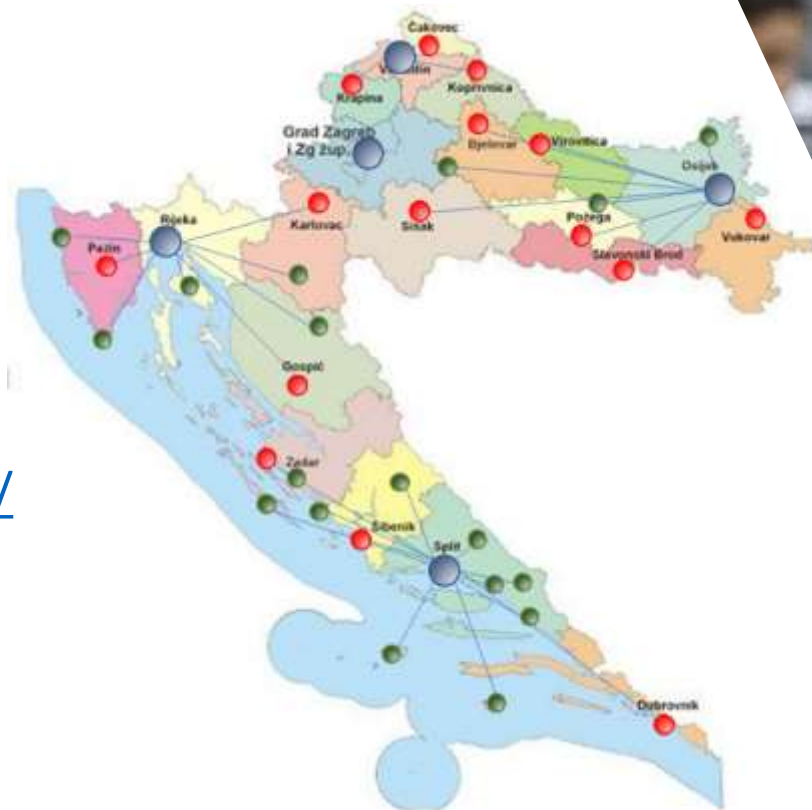 Čakovec
Koprivnica
Krapina
Grad Zagreb
i Zg žup.
Bjelovar
Virovitica
Osijek
Rijeka
Karlovac
Sisak
Požega
Vukovar
Pazin
Slavonski Brod
Gospić
Zadar
Šibenik
Split
Dubrovnik